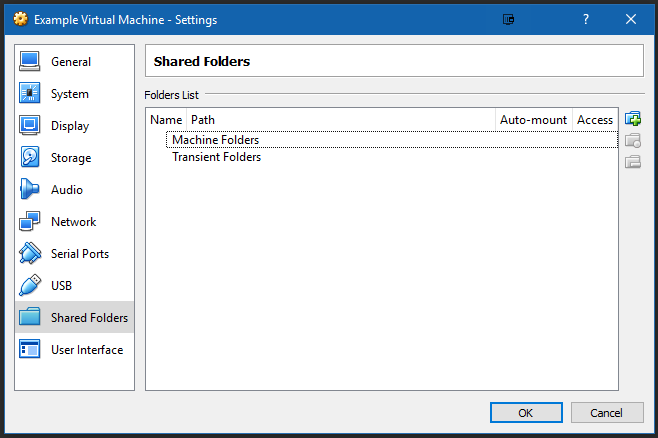 Example Virtual Machine - Settings
?
General
System
Display
Storage
Audio
Network
Serial Ports
USB
Shared Folders
User Interface
Shared Folders
Folders List
Name Path Auto-mount Access
Machine Folders
Transient Folders
OK Cancel